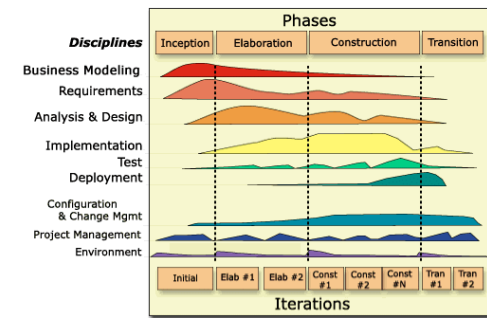 Phases
Disciplines
Inception Elaboration Construction Transition
Business Modeling
Requirements
Analysis & Design
Implementation
Test
Deployment
Configuration
& Change Mgmt
Project Management
Environment
Initial Elab #1 Elab #2 Const #1 Const #2 Const #N Tran #1 Tran #2
Iterations